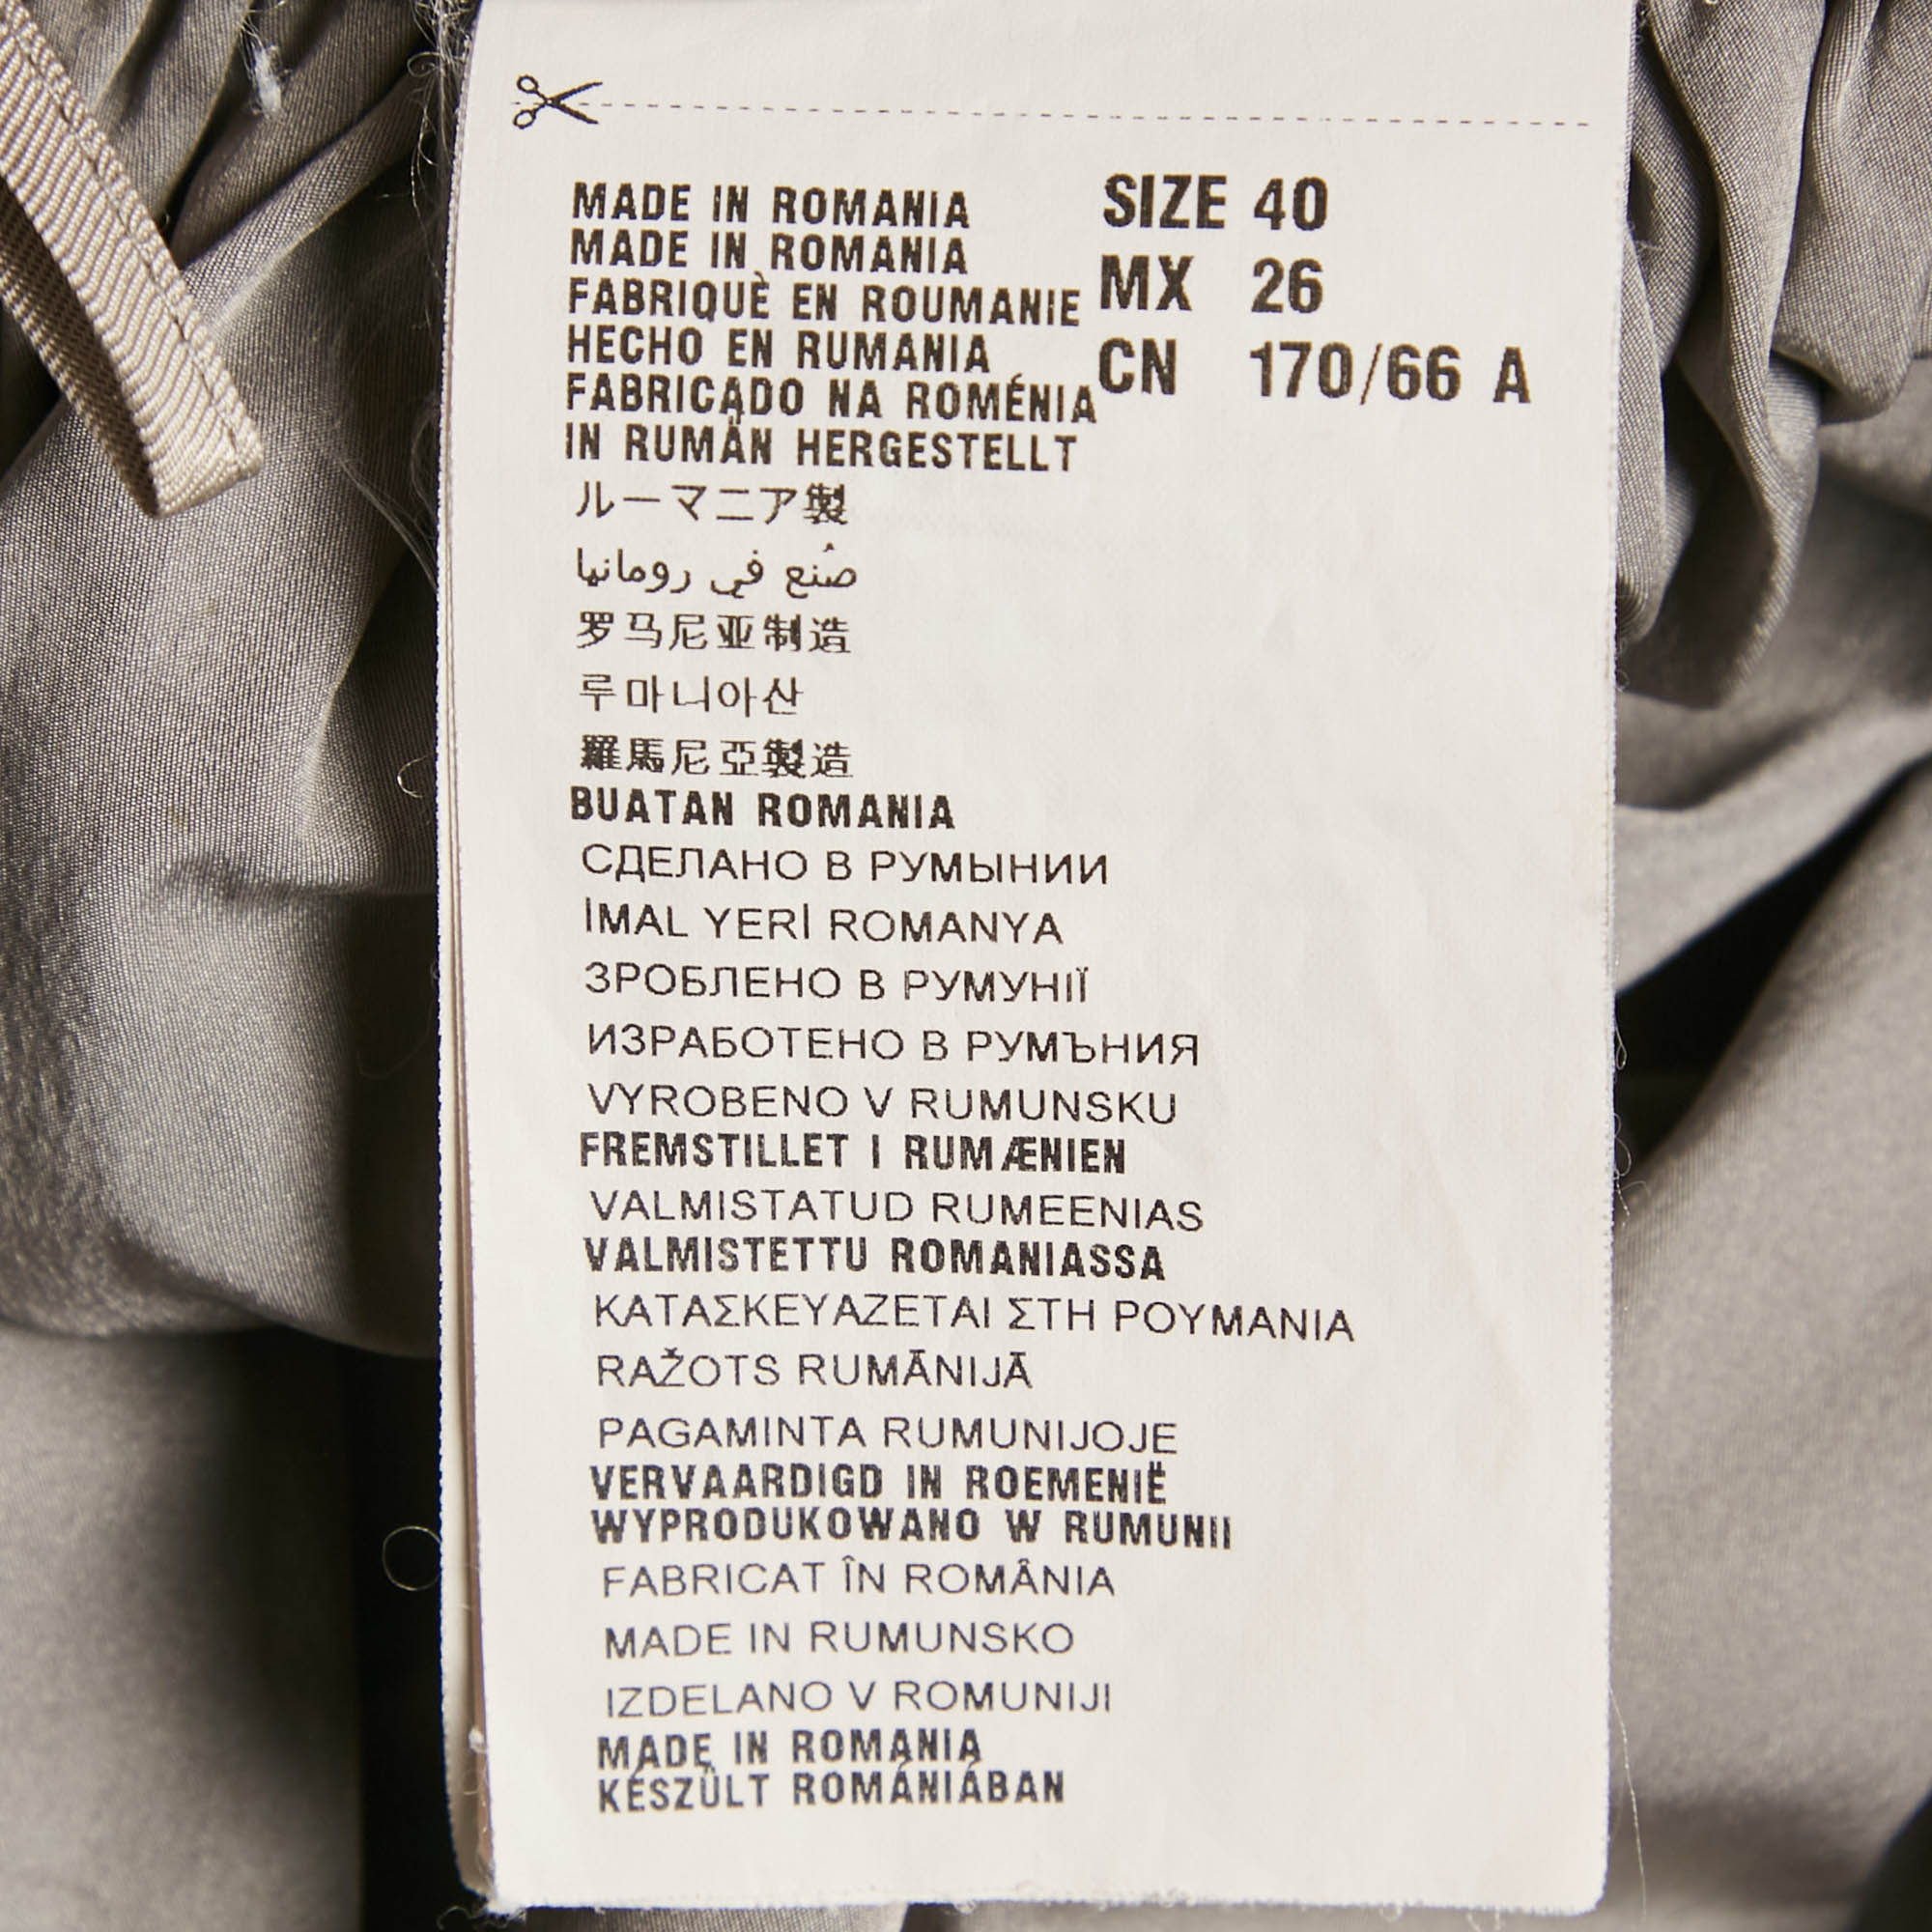 MADE IN ROMANIA
MADE IN ROMANIA
FABRIQUÈ EN ROUMANIE
HECHO EN RUMANIA
FABRICADO NA ROMÉNIA
IN RUMÄN HERGESTELLT
ルーマニア製
صُنع في رومانيا
罗马尼亚制造
루마니아산
羅馬尼亞製造
BUATAN ROMANIA
СДЕЛАНО В РУМЫНИИ
İMAL YERİ ROMANYA
ЗРОБЛЕНО В РУМУНІЇ
ИЗРАБОТЕНО В РУМЪНИЯ
VYROBENO V RUMUNSKU
FREMSTILLET I RUMÆNIEN
VALMISTATUD RUMEENIAS
VALMISTETTU ROMANIASSA
ΚΑΤΑΣΚΕΥΑΖΕΤΑΙ ΣΤΗ ΡΟΥΜΑΝΙΑ
RAŽOTS RUMĀNIJĀ
PAGAMINTA RUMUNIJOJE
VERVAARDIGD IN ROEMENIË
WYPRODUKOWANO W RUMUNII
FABRICAT ÎN ROMÂNIA
MADE IN RUMUNSKO
IZDELANO V ROMUNIJI
MADE IN ROMANIA
KÉSZÜLT ROMÁNIÁBAN
SIZE 40
MX 26
CN 170/66 A